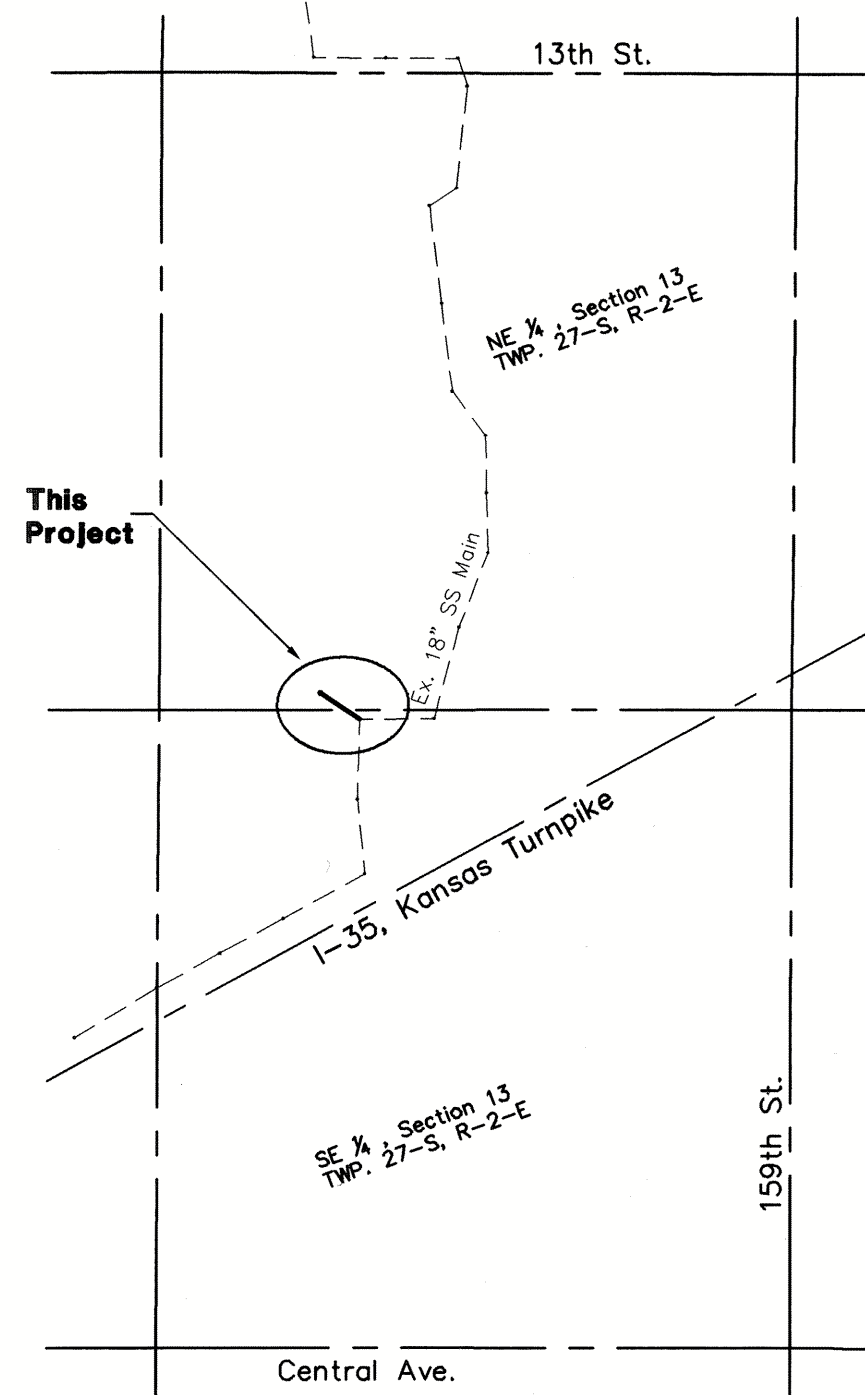 13th St.
NE ¼ , Section 13
TWP. 27-S, R-2-E
This
Project
Ex. 18" SS Main
I-35, Kansas Turnpike
SE ¼ , Section 13
TWP. 27-S, R-2-E
159th St.
Central Ave.